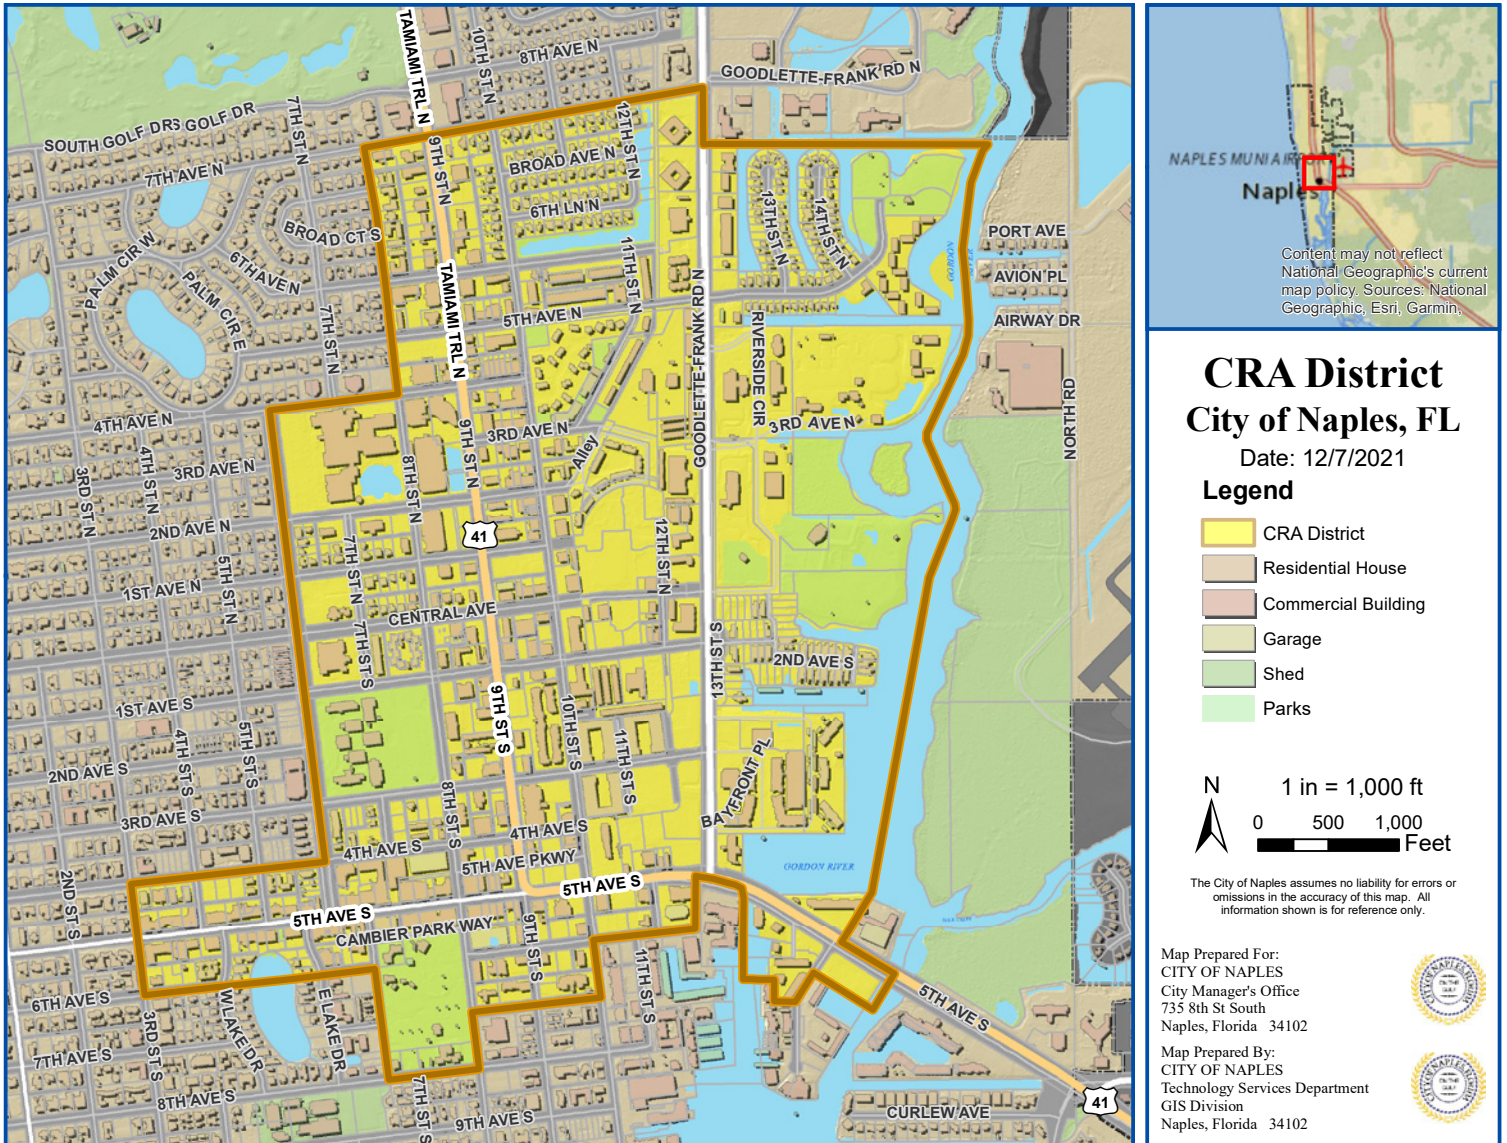 TAMIAMI TRL N
10TH ST N
8TH AVE N
GOODLETTE-FRANK RD N
SOUTH GOLF DR
S GOLF DR
7TH ST N
7TH AVE N
9TH ST N
12TH ST N
BROAD AVE N
6TH LN N
13TH ST N
14TH ST N
BROAD CT S
PALM CIR W
6TH AVE N
PALM CIR E
7TH ST N
TAMIAMI TRL N
11TH ST N
5TH AVE N
GORDON
RIVER
PORT AVE
AVION PL
AIRWAY DR
GOODLETTE-FRANK RD N
RIVERSIDE CIR
NORTH RD
4TH AVE N
4TH ST N
3RD ST N
3RD AVE N
8TH ST N
9TH ST N
3RD AVE N
Alley
3RD AVE N
2ND AVE N
41
5TH ST N
1ST AVE N
7TH ST N
12TH ST N
CENTRAL AVE
7TH ST S
13TH ST S
2ND AVE S
1ST AVE S
4TH ST S
5TH ST S
9TH ST S
10TH ST S
11TH ST S
2ND AVE S
3RD AVE S
8TH ST S
BAYFRONT PL
4TH AVE S
4TH AVE S
5TH AVE PKWY
GORDON RIVER
2ND ST S
5TH AVE S
5TH AVE S
CAMBIER PARK WAY
9TH ST S
11TH ST S
6TH AVE S
W LAKE DR
E LAKE DR
3RD ST S
7TH AVE S
8TH AVE S
7TH ST S
9TH AVE S
5TH AVE S
41
CURLEW AVE
NAPLES MUNI AIR
Naples
Content may not reflect
National Geographic's current
map policy. Sources: National
Geographic, Esri, Garmin,
CRA District
City of Naples, FL
Date: 12/7/2021
Legend
CRA District
Residential House
Commercial Building
Garage
Shed
Parks
N
1 in = 1,000 ft
0 500 1,000
Feet
The City of Naples assumes no liability for errors or
omissions in the accuracy of this map. All
information shown is for reference only.
Map Prepared For:
CITY OF NAPLES
City Manager's Office
735 8th St South
Naples, Florida 34102
Map Prepared By:
CITY OF NAPLES
Technology Services Department
GIS Division
Naples, Florida 34102